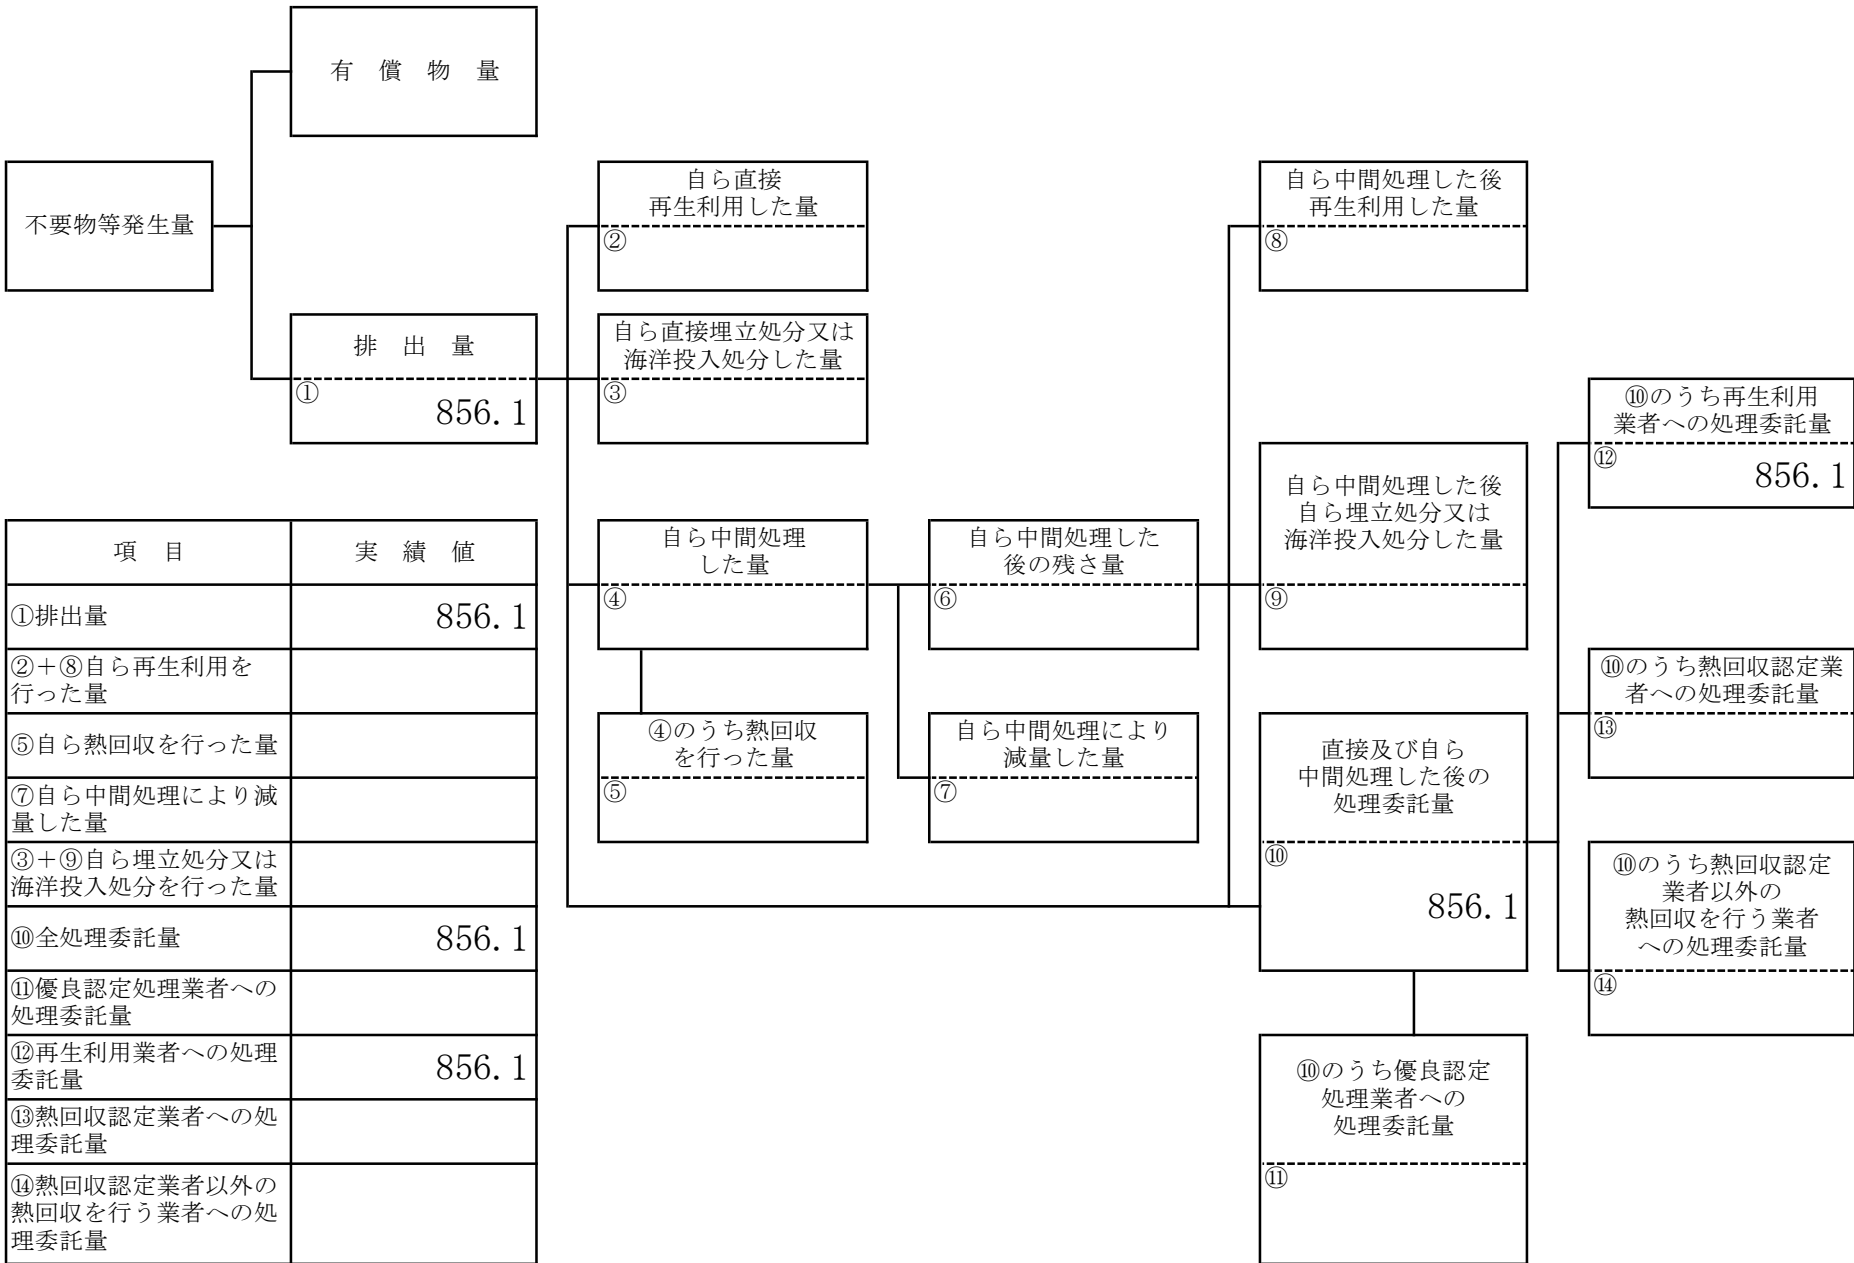 有　償　物　量
不要物等発生量
自ら直接
再生利用した量
②
自ら中間処理した後
再生利用した量
⑧
排　出　量
①
856.1
自ら直接埋立処分又は
海洋投入処分した量
③
⑩のうち再生利用
業者への処理委託量
⑫
856.1
自ら中間処理した後
自ら埋立処分又は
海洋投入処分した量
⑨
自ら中間処理
した量
④
自ら中間処理した
後の残さ量
⑥
⑩のうち熱回収認定業
者への処理委託量
⑬
④のうち熱回収
を行った量
⑤
自ら中間処理により
減量した量
⑦
直接及び自ら
中間処理した後の
処理委託量
⑩
856.1
⑩のうち熱回収認定
業者以外の
熱回収を行う業者
への処理委託量
⑭
⑩のうち優良認定
処理業者への
処理委託量
⑪
項　目　実　績　値
①排出量　856.1
②＋⑧自ら再生利用を
行った量
⑤自ら熱回収を行った量
⑦自ら中間処理により減
量した量
③＋⑨自ら埋立処分又は
海洋投入処分を行った量
⑩全処理委託量　856.1
⑪優良認定処理業者への
処理委託量
⑫再生利用業者への処理
委託量　856.1
⑬熱回収認定業者への処
理委託量
⑭熱回収認定業者以外の
熱回収を行う業者への処
理委託量